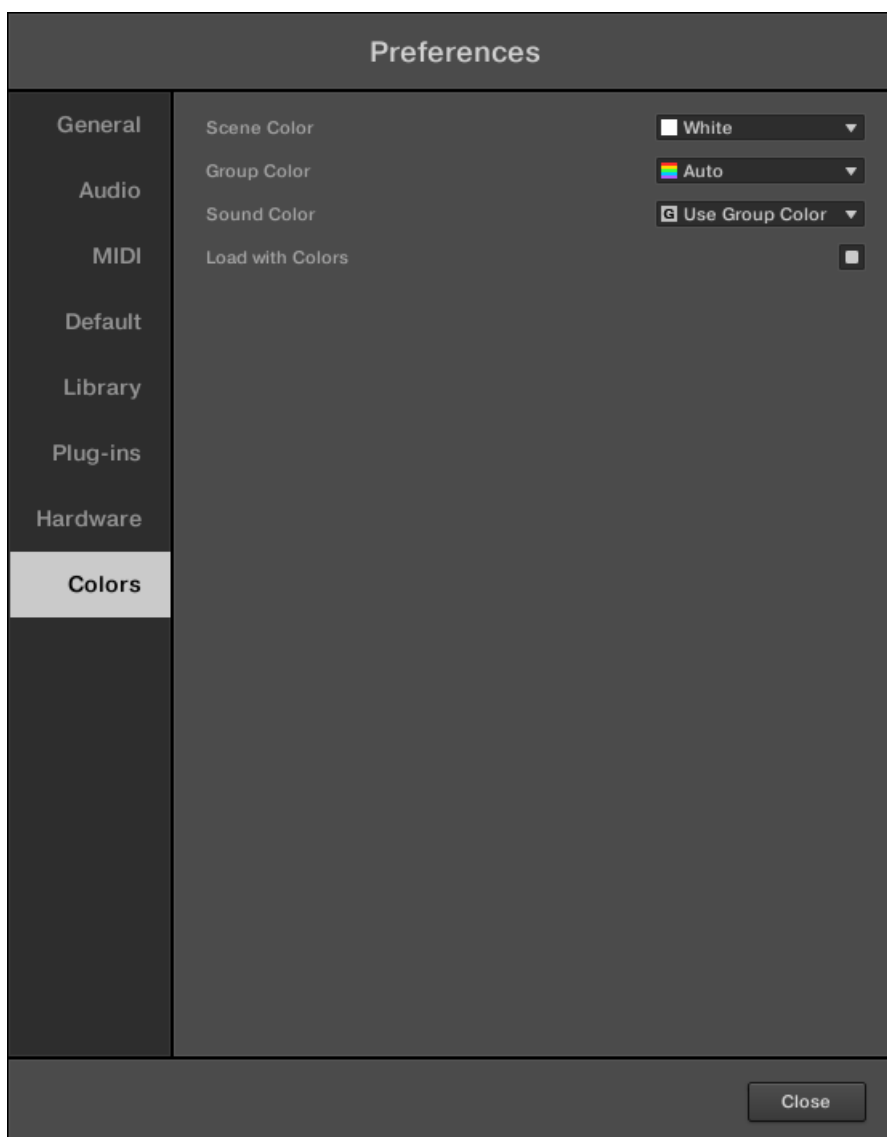 Preferences
General
Audio
MIDI
Default
Library
Plug-ins
Hardware
Colors
Scene Color White
Group Color Auto
Sound Color G Use Group Color
Load with Colors
Close